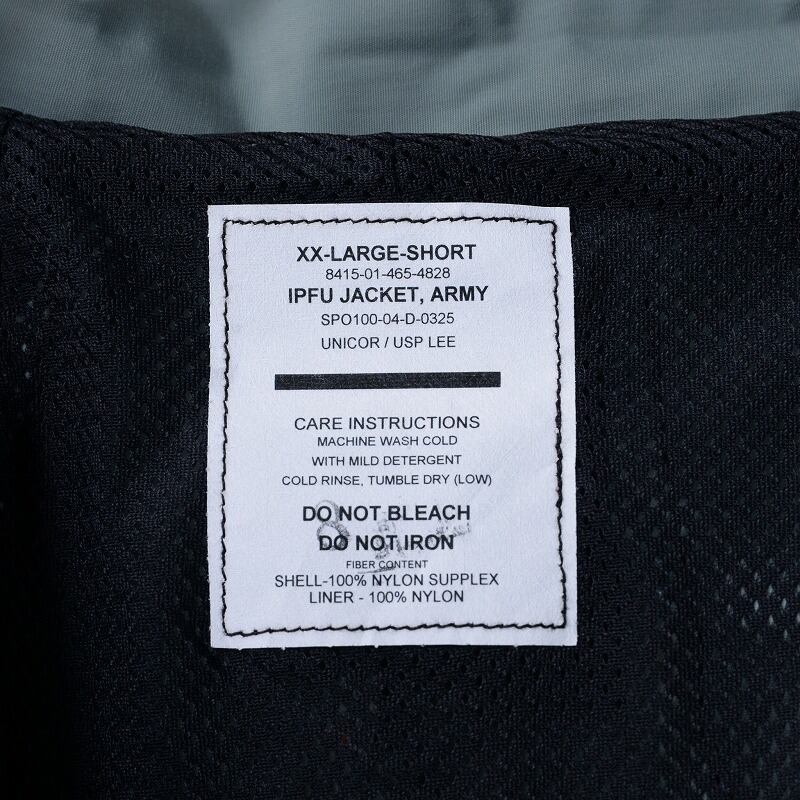 XX-LARGE-SHORT
8415-01-465-4828
IPFU JACKET, ARMY
SPO100-04-D-0325
UNICOR / USP LEE
CARE INSTRUCTIONS
MACHINE WASH COLD
WITH MILD DETERGENT
COLD RINSE, TUMBLE DRY (LOW)
DO NOT BLEACH
DO NOT IRON
FIBER CONTENT
SHELL-100% NYLON SUPPLEX
LINER - 100% NYLON